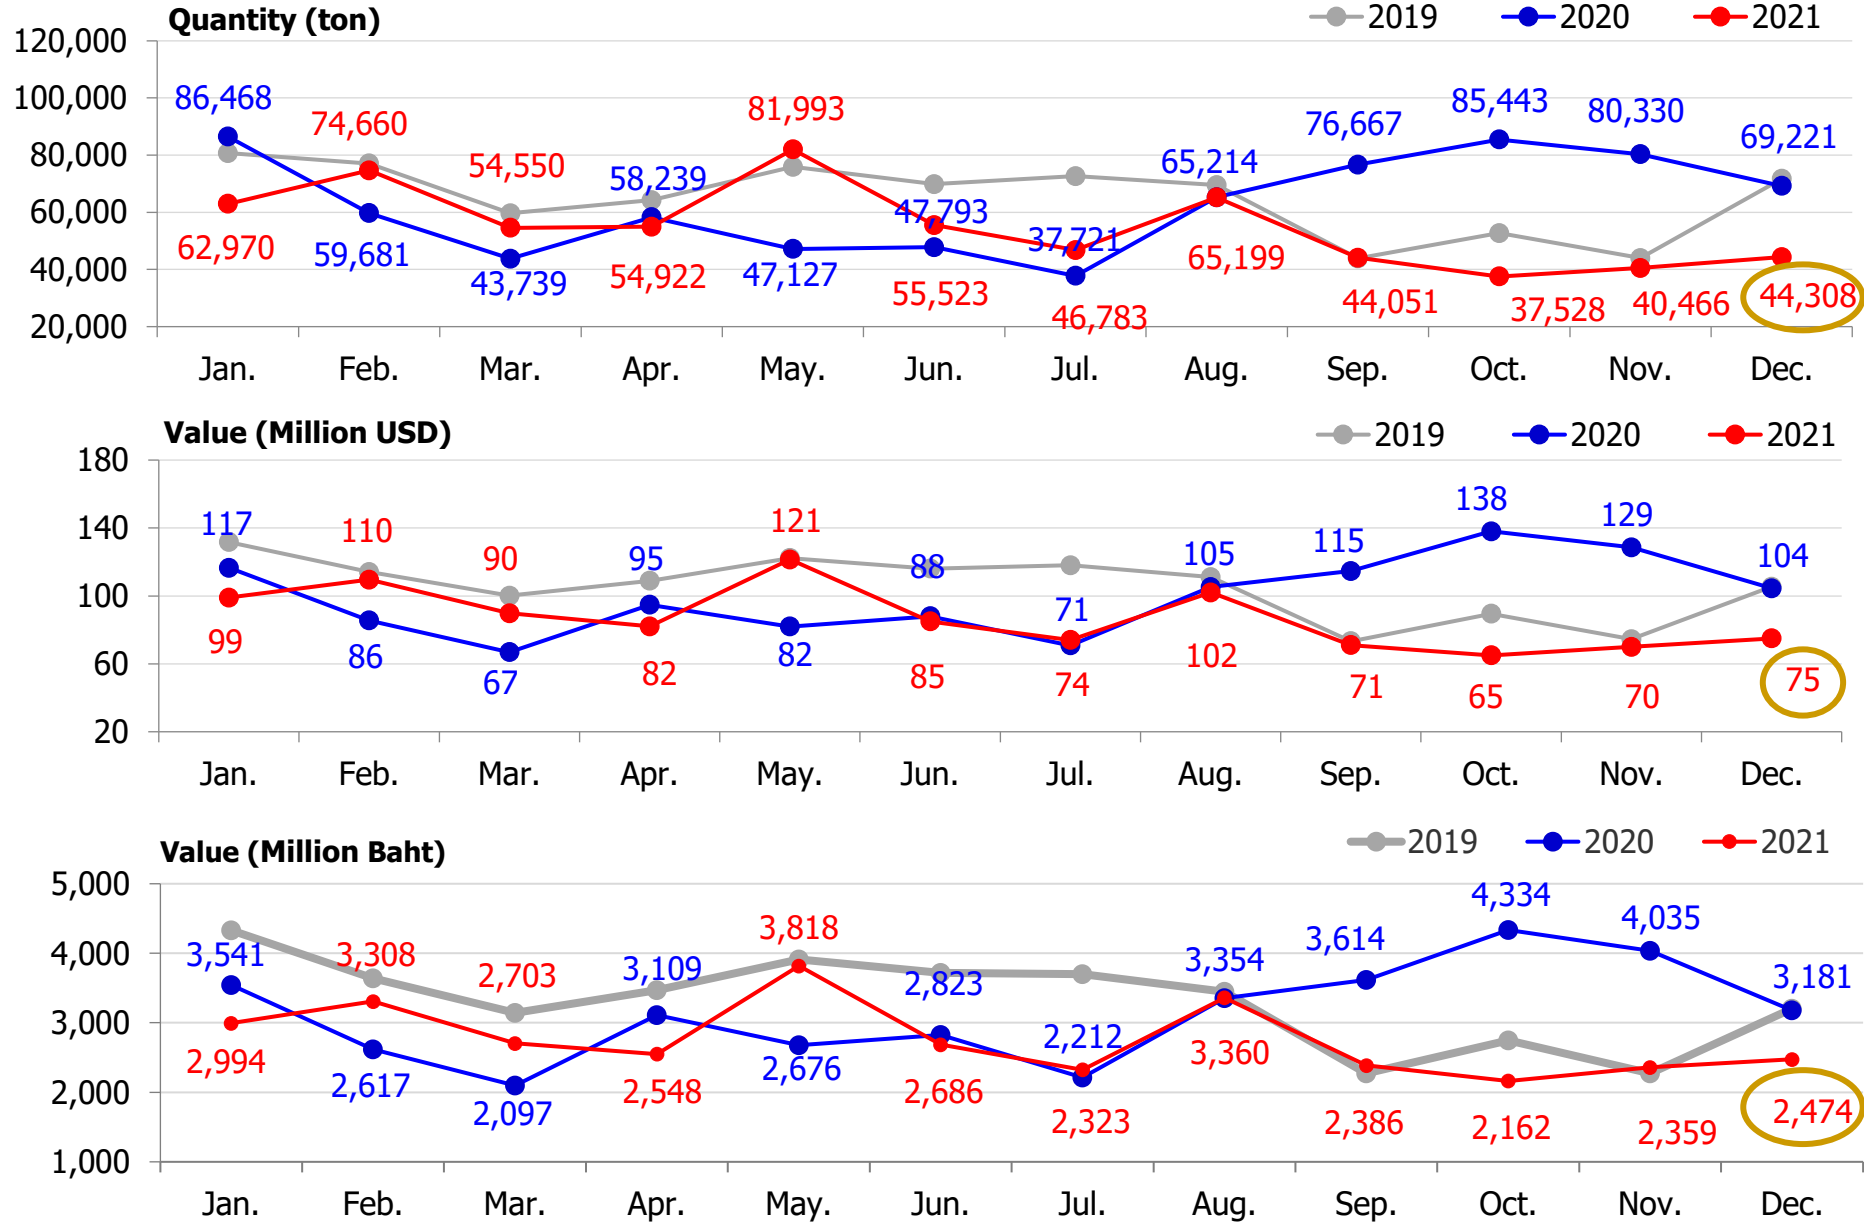 Quantity (ton)
2019 2020 2021
120,000
100,000
80,000
60,000
40,000
20,000
86,468 59,681 43,739 58,239 47,127 47,793 37,721 65,214 76,667 85,443 80,330 69,221
62,970 74,660 54,550 54,922 81,993 55,523 46,783 65,199 44,051 37,528 40,466 44,308
Jan. Feb. Mar. Apr. May. Jun. Jul. Aug. Sep. Oct. Nov. Dec.
Value (Million USD)
2019 2020 2021
180
140
100
60
20
117 86 67 95 82 88 71 105 115 138 129 104
99 110 90 82 121 85 74 102 71 65 70 75
Jan. Feb. Mar. Apr. May. Jun. Jul. Aug. Sep. Oct. Nov. Dec.
Value (Million Baht)
2019 2020 2021
5,000
4,000
3,000
2,000
1,000
3,541 2,617 2,097 3,109 2,676 2,823 2,212 3,354 3,614 4,334 4,035 3,181
2,994 3,308 2,703 2,548 3,818 2,686 2,323 3,360 2,386 2,162 2,359 2,474
Jan. Feb. Mar. Apr. May. Jun. Jul. Aug. Sep. Oct. Nov. Dec.